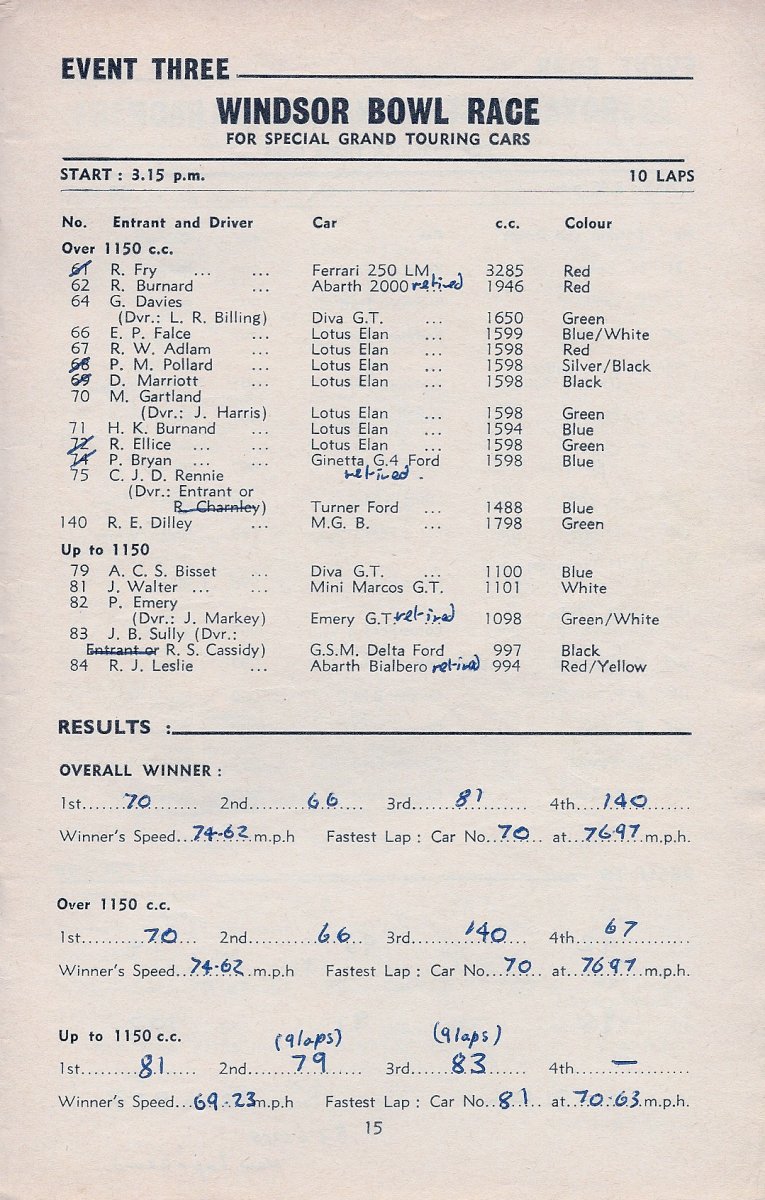 EVENT THREE
WINDSOR BOWL RACE
FOR SPECIAL GRAND TOURING CARS
START : 3.15 p.m. 10 LAPS
No. Entrant and Driver Car c.c. Colour
Over 1150 c.c.
61 R. Fry ... ... Ferrari 250 LM 3285 Red
62 R. Burnard ... Abarth 2000 retired 1946 Red
64 G. Davies
(Dvr.: L. R. Billing) Diva G.T. ... 1650 Green
66 E. P. Falce ... Lotus Elan ... 1599 Blue/White
67 R. W. Adlam ... Lotus Elan ... 1598 Red
68 P. M. Pollard ... Lotus Elan ... 1598 Silver/Black
69 D. Marriott ... Lotus Elan ... 1598 Black
70 M. Gartland
(Dvr.: J. Harris) Lotus Elan ... 1598 Green
71 H. K. Burnand ... Lotus Elan ... 1594 Blue
72 R. Ellice ... ... Lotus Elan ... 1598 Green
74 P. Bryan ... ... Ginetta G.4 Ford 1598 Blue
75 C. J. D. Rennie retired .
(Dvr.: Entrant or
R. Charnley) Turner Ford ... 1488 Blue
140 R. E. Dilley ... M.G. B. ... 1798 Green
Up to 1150
79 A. C. S. Bisset ... Diva G.T. ... 1100 Blue
81 J. Walter ... ... Mini Marcos G.T. 1101 White
82 P. Emery
(Dvr.: J. Markey) Emery G.T. retired 1098 Green/White
83 J. B. Sully (Dvr.:
Entrant or R. S. Cassidy) G.S.M. Delta Ford 997 Black
84 R. J. Leslie ... Abarth Bialbero retired 994 Red/Yellow
RESULTS :
OVERALL WINNER :
1st.......70....... 2nd........66.... 3rd......81....... 4th....140.......
Winner's Speed...74-62.m.p.h Fastest Lap : Car No..70.. at...7697.m.p.h.
Over 1150 c.c.
1st..........70... 2nd..........66.. 3rd........140... 4th....67........
Winner's Speed..74-62.m.p.h Fastest Lap : Car No...70.. at..7697.m.p.h.
Up to 1150 c.c. (9 laps) (9 laps)
1st........81..... 2nd.......79..... 3rd.......83...... 4th.....—.......
Winner's Speed...69.23m.p.h Fastest Lap : Car No..81.. at..70.63.m.p.h.
15